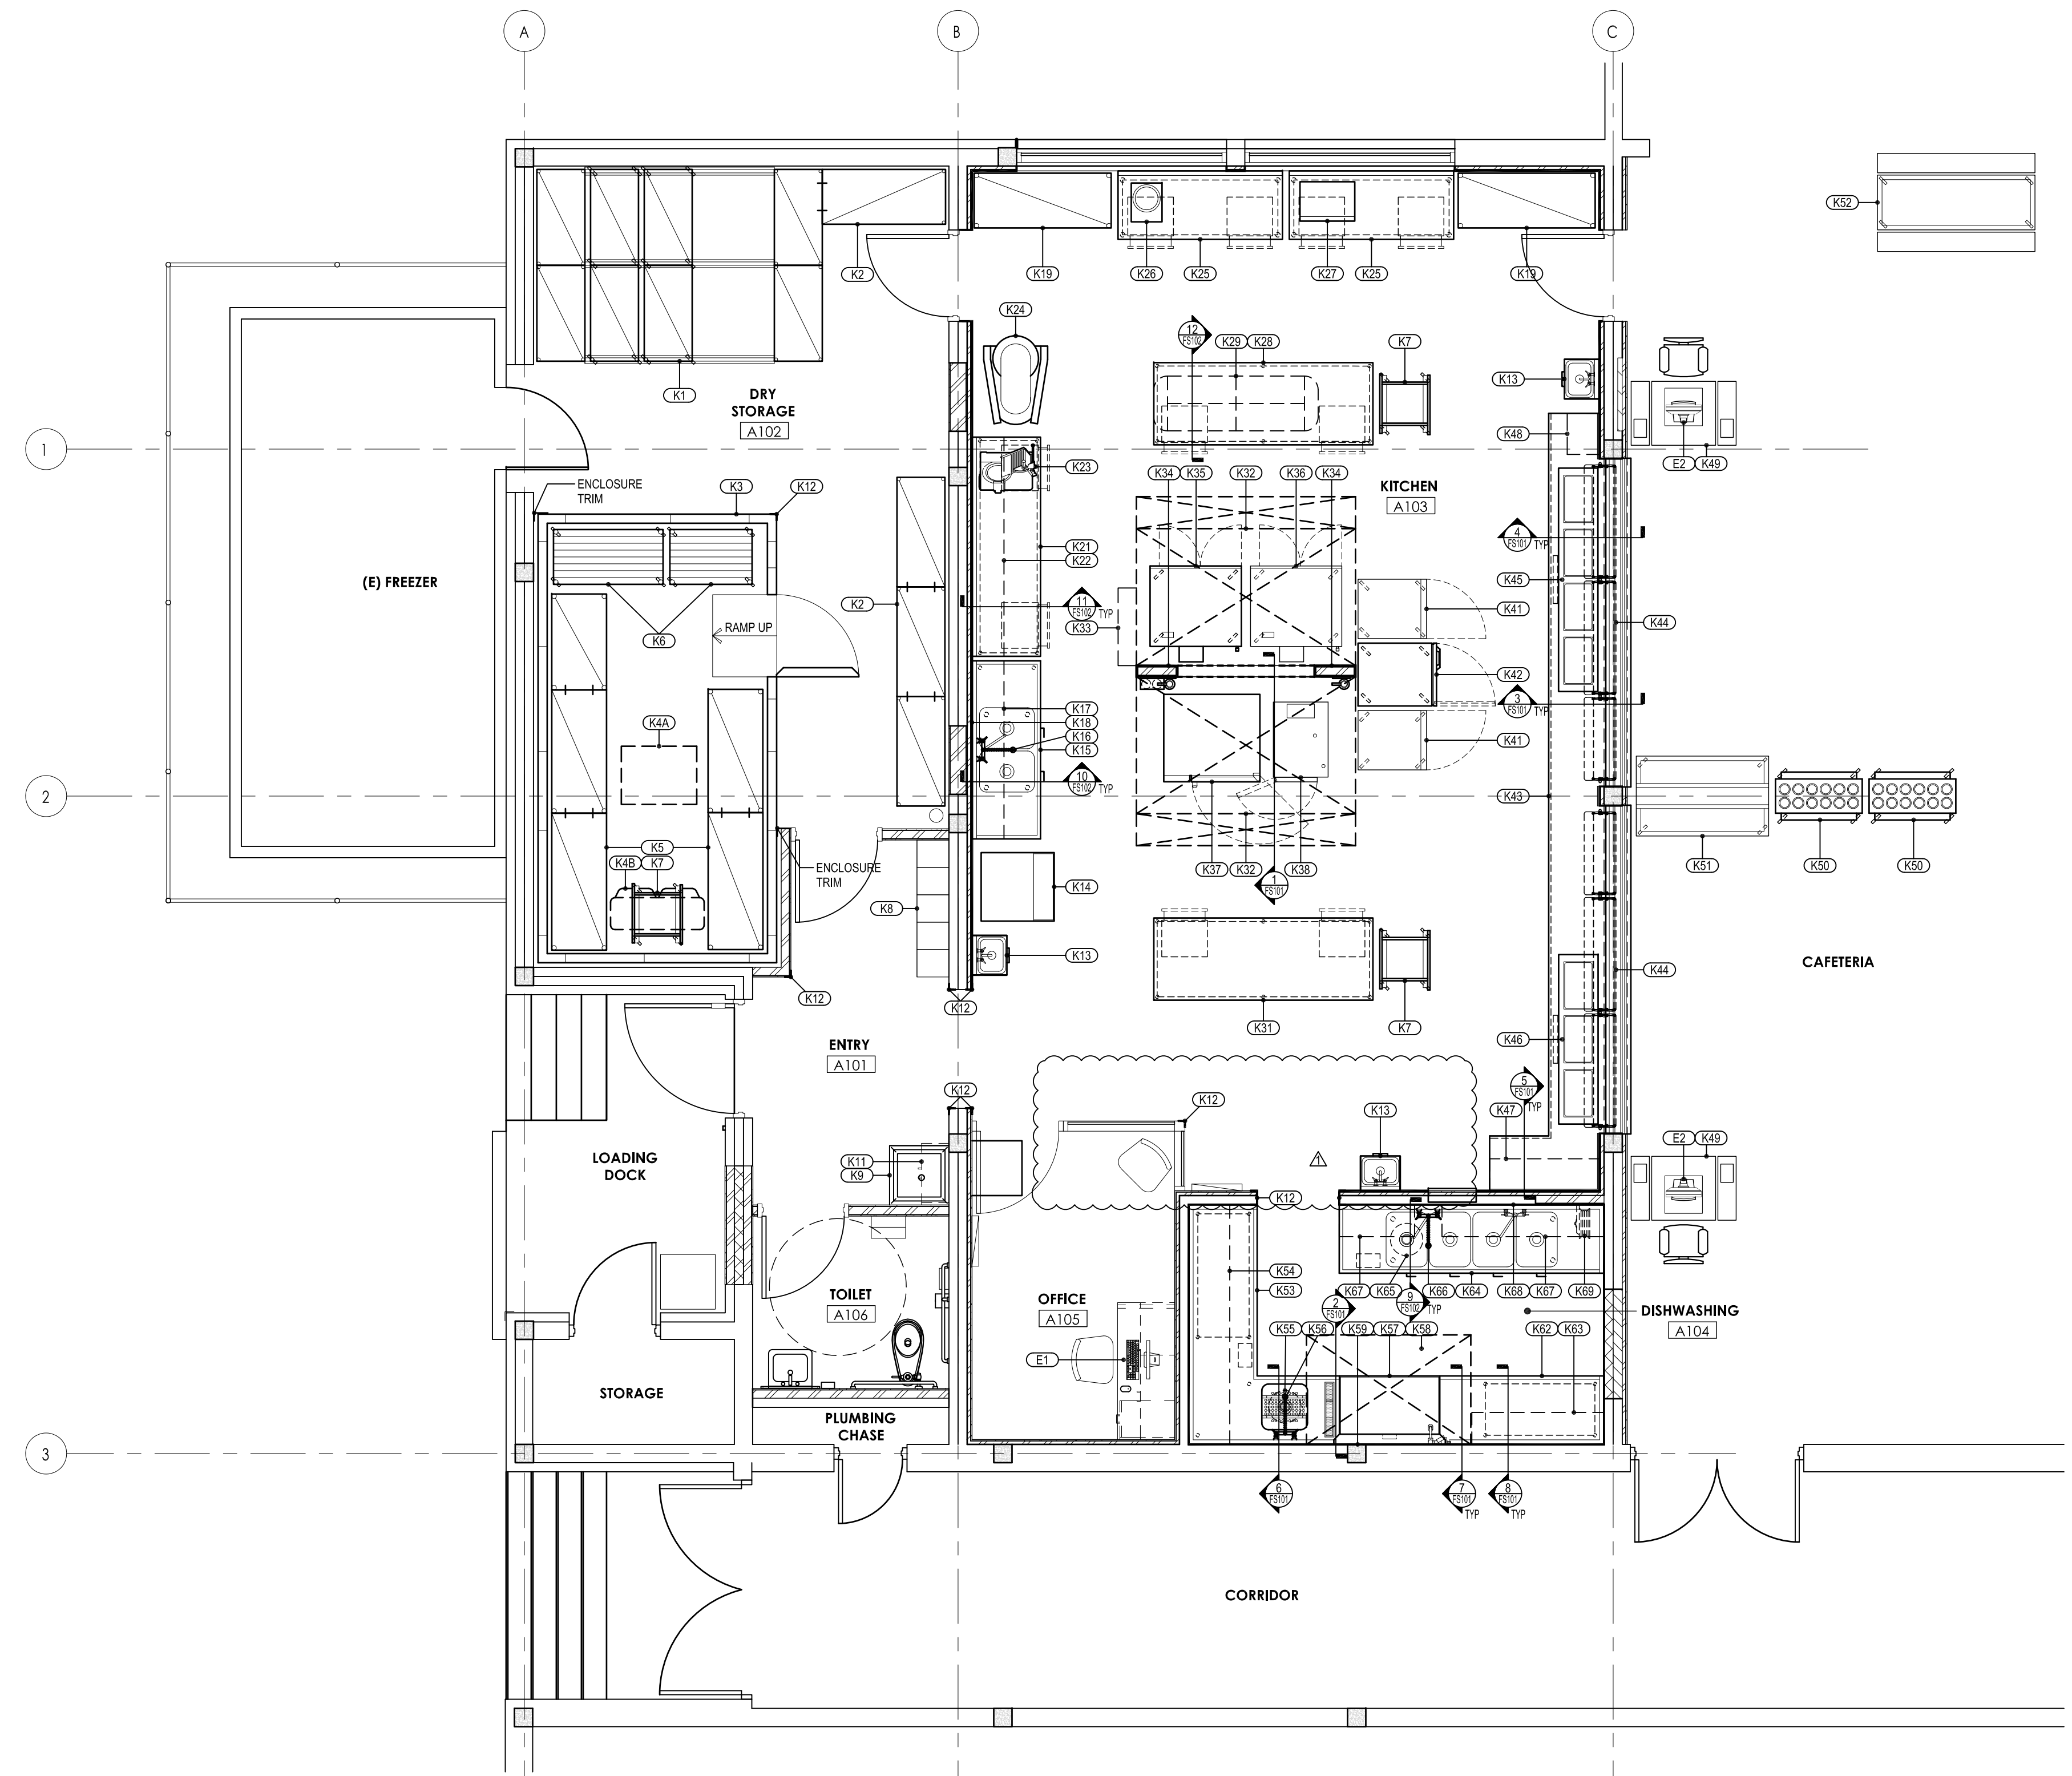 A
B
C
K52
K2
K19
K26
K25
K27
K25
K19
K24
12
FS102
K29
K28
K7
K13
K1
DRY
STORAGE
A102
1
K48
E2
K49
K23
K34
K35
K32
K36
K34
KITCHEN
A103
ENCLOSURE
TRIM
K3
K12
4
FS101
TYP
K21
K22
(E) FREEZER
K45
K2
11
FS102
TYP
K41
K44
RAMP UP
K6
K33
K42
3
FS101
TYP
K4A
K17
K18
K16
K15
K41
10
FS102
TYP
2
K43
K5
K4B
K7
ENCLOSURE
TRIM
K37
K32
K38
K51
K50
K50
1
FS101
K14
K8
K13
K44
CAFETERIA
K12
K12
K31
K7
ENTRY
A101
K46
5
FS101
TYP
K12
K12
K13
K47
E2
K49
LOADING
DOCK
K11
K9
1
K12
K54
K53
K67
K65
K66
K64
K68
K67
K69
TOILET
A106
OFFICE
A105
2
FS101
9
FS102
TYP
DISHWASHING
A104
K55
K56
K59
K57
K58
K62
K63
E1
STORAGE
PLUMBING
CHASE
3
6
FS101
7
FS101
TYP
8
FS101
TYP
CORRIDOR